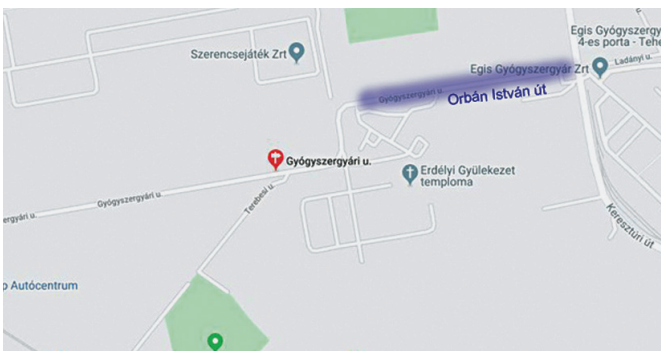 Egis Gyógyszergy
4-es porta - Tehe
Szerencsejáték Zrt
Ladányi u.
Egis Gyógyszergyár Zrt
Gyógyszergyári u.
Orbán István út
Gyógyszergyári u.
Erdélyi Gyülekezet
temploma
Terebesi u.
Gyógyszergyári u.
ergyári u.
Keresztúri út
o Autócentrum